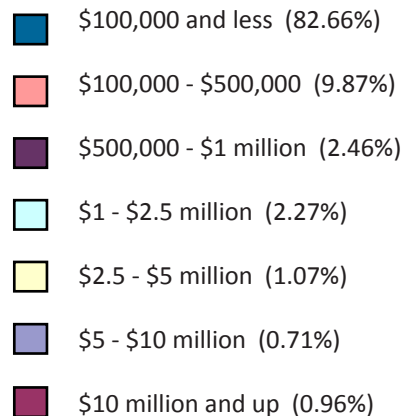 $100,000 and less (82.66%)
$100,000 - $500,000 (9.87%)
$500,000 - $1 million (2.46%)
$1 - $2.5 million (2.27%)
$2.5 - $5 million (1.07%)
$5 - $10 million (0.71%)
$10 million and up (0.96%)